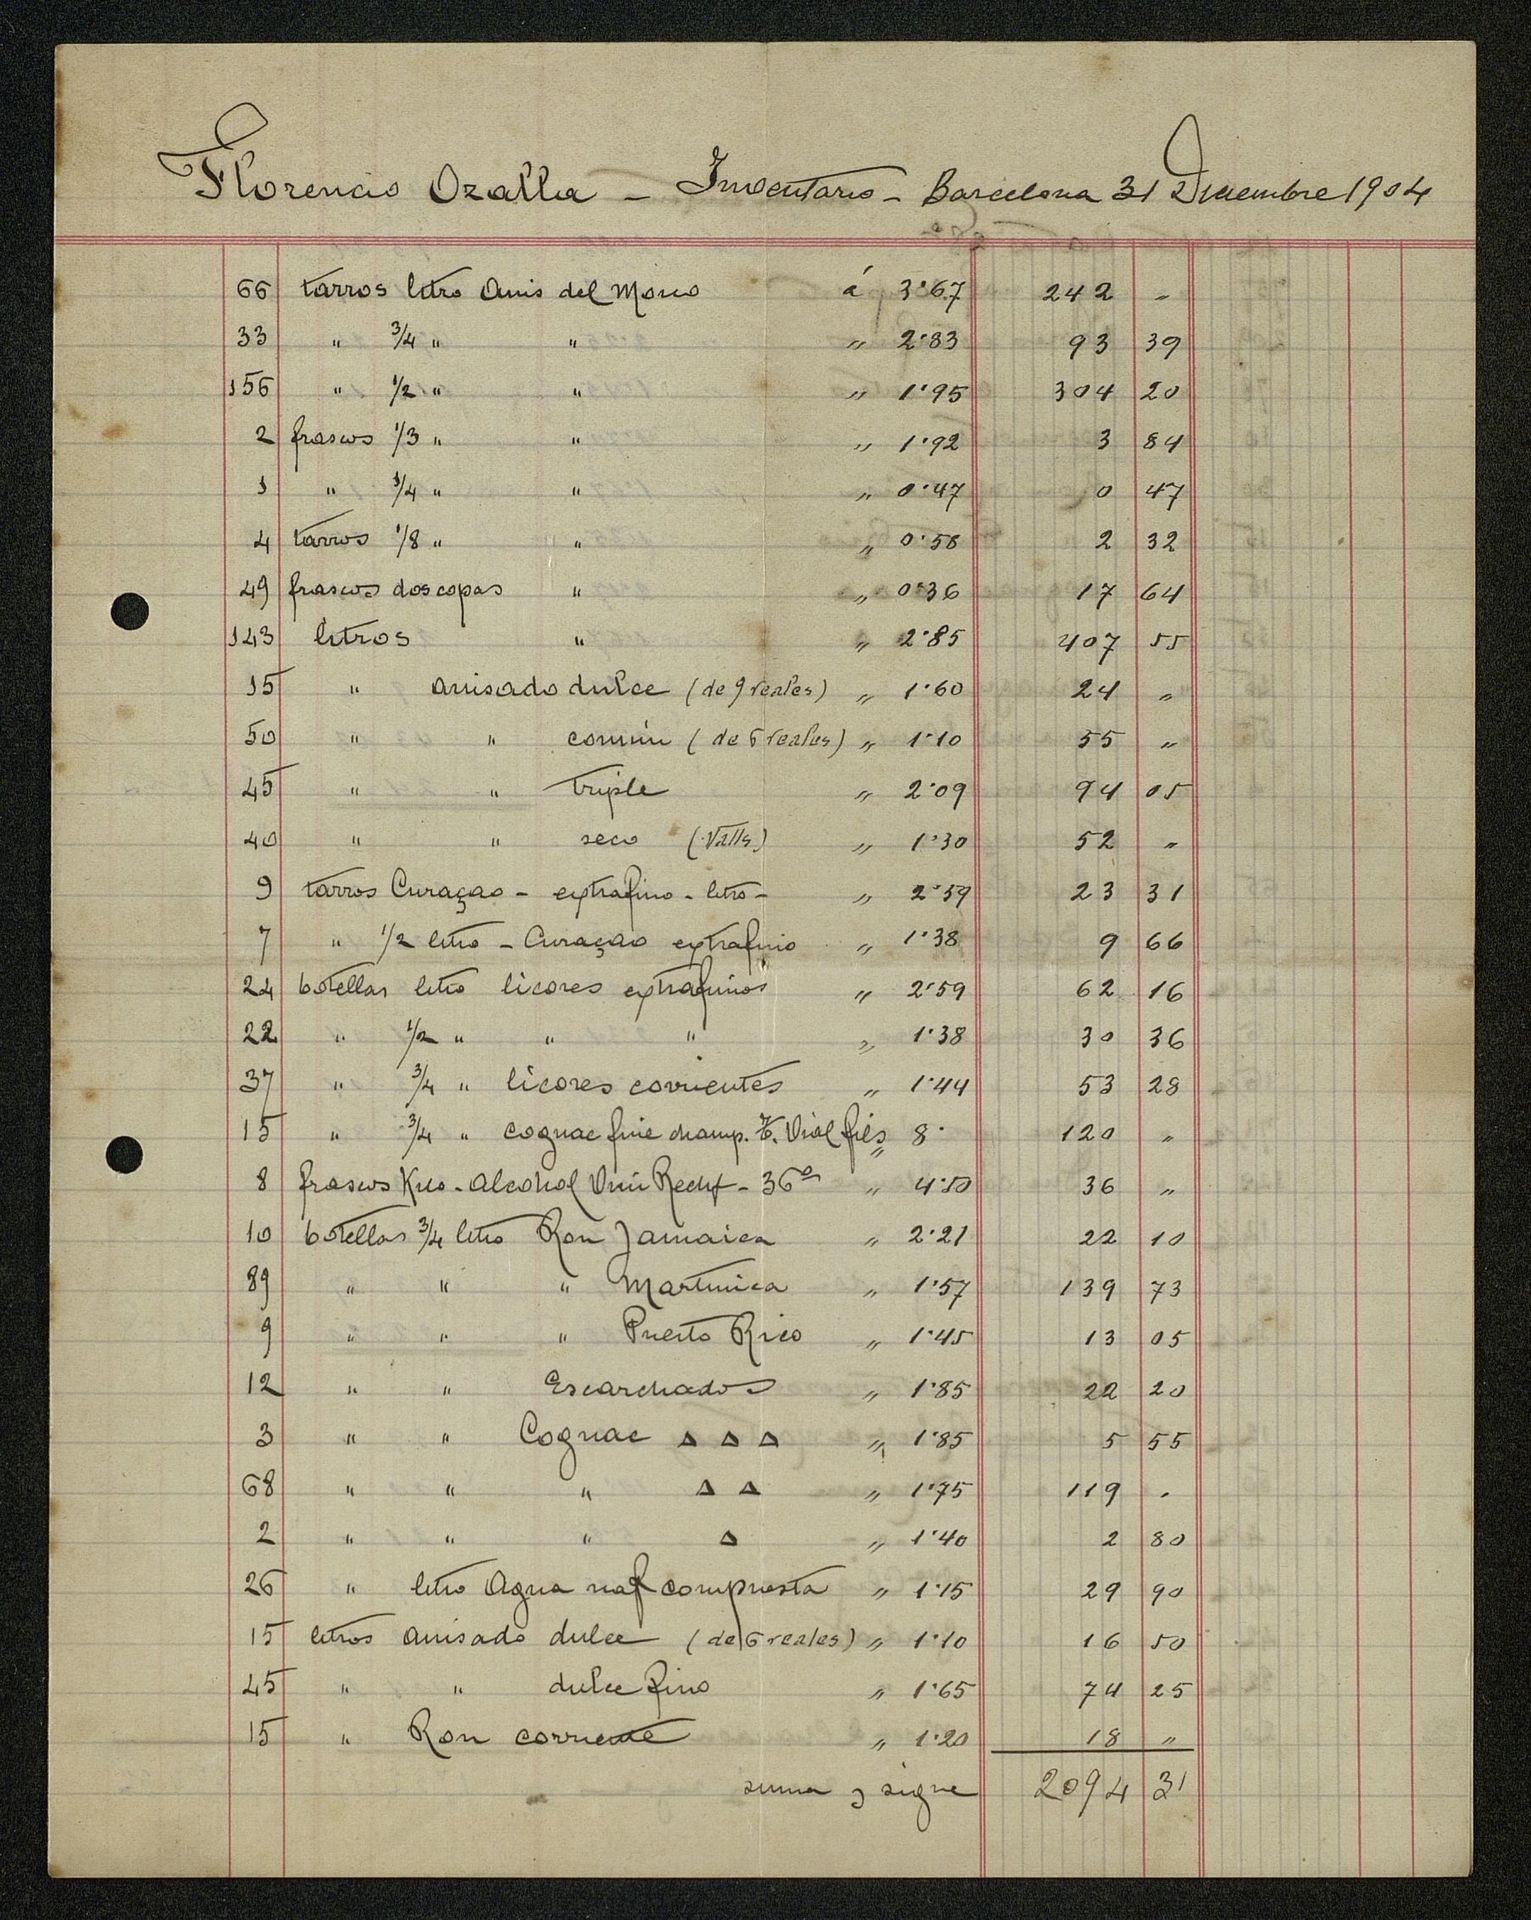 Florencio Ozalla - Inventario - Barcelona 31 Diciembre 1904
66 tarros litro Anis del Mono á 3'67 242 "
33 " 3/4 " " " 2'83 93 39
156 " 1/2 " " " 1'95 304 20
2 frascos 1/3 " " " 1'92 3 84
1 " 1/4 " " " 0'47 0 47
4 tarros 1/8 " " " 0'58 2 32
49 frascos dos copas " " 0'36 17 64
143 litros " " 2'85 407 55
15 " anisado dulce (de 9 reales) " 1'60 24 "
50 " " común (de 6 reales) " 1'10 55 "
45 " " triple " 2'09 94 05
40 " " seco (Valls) " 1'30 52 "
9 tarros Curaçao - extrafino - litro - " 2'59 23 31
7 " 1/2 litro - Curaçao extrafino " 1'38 9 66
24 botellas litro licores extrafinos " 2'59 62 16
22 " 1/2 " " " " 1'38 30 36
37 " 3/4 " licores corrientes " 1'44 53 28
15 " 3/4 " cognac fine champ. Vial fils " 8' 120 "
8 frascos Alcohol Vini Rectf - 36º " 4'50 36 "
10 botellas 3/4 litro Ron Jamaica " 2'21 22 10
89 " " " Martinica " 1'57 139 73
9 " " " Puerto Rico " 1'45 13 05
12 " " Escarchados " 1'85 22 20
3 " " Cognac △ △ △ " 1'85 5 55
68 " " " △ △ " 1'75 119 "
2 " " " △ " 1'40 2 80
26 " litro Agua naf compuesta " 1'15 29 90
15 litros anisado dulce (de 6 reales) " 1'10 16 50
45 " " dulce fino " 1'65 74 25
15 " Ron corriente " 1'20 18 "
suma y sigue 2094 31